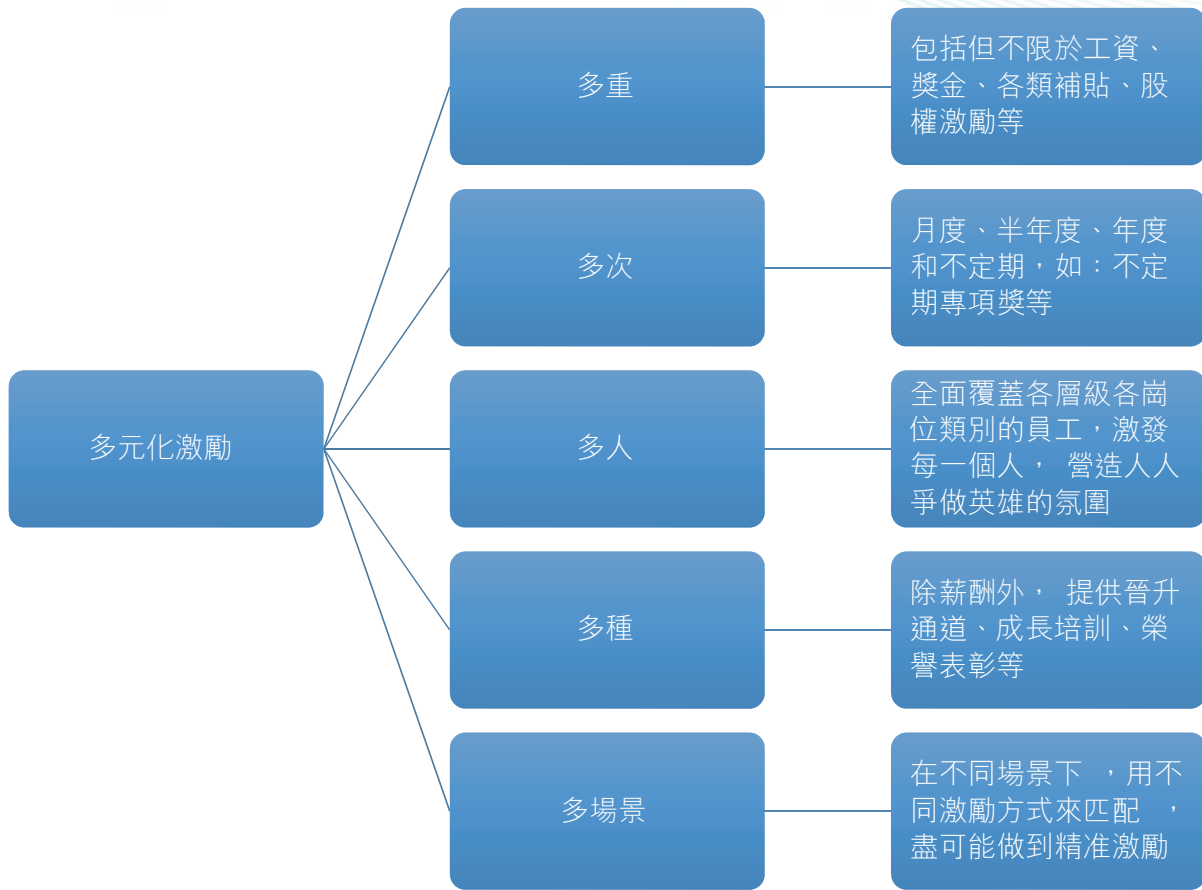 多重
包括但不限於工資、
獎金、各類補貼、股
權激勵等
多次
月度、半年度、年度
和不定期，如：不定
期專項獎等
多元化激勵
多人
全面覆蓋各層級各崗
位類別的員工，激發
每一個人， 營造人人
爭做英雄的氛圍
多種
除薪酬外， 提供晉升
通道、成長培訓、榮
譽表彰等
多場景
在不同場景下 ，用不
同激勵方式來匹配 ，
盡可能做到精准激勵